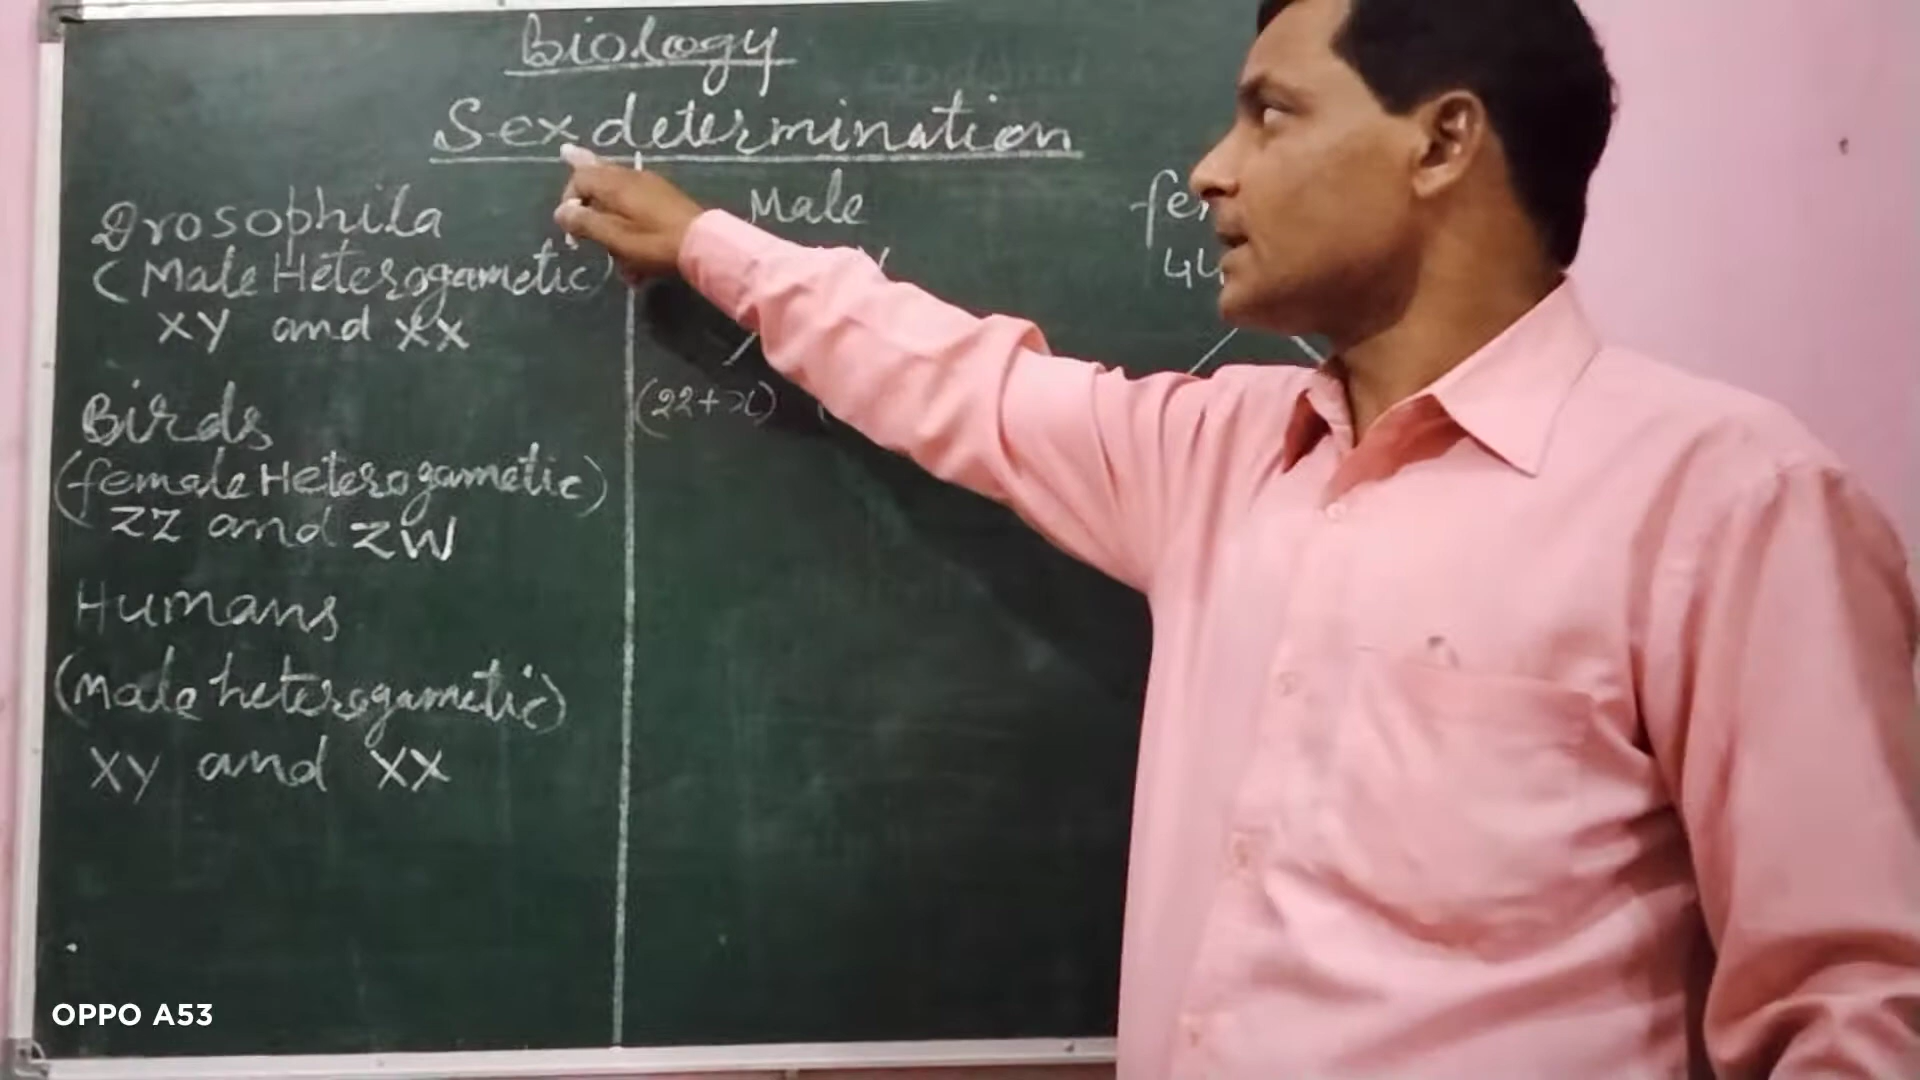 Biology
Sex determination
Drosophila
(Male Heterogametic)
XY and XX
Birds
(female Heterogametic)
ZZ and ZW
Humans
(Male heterogametic)
XY and XX
Male
(22+x)
44
OPPO A53